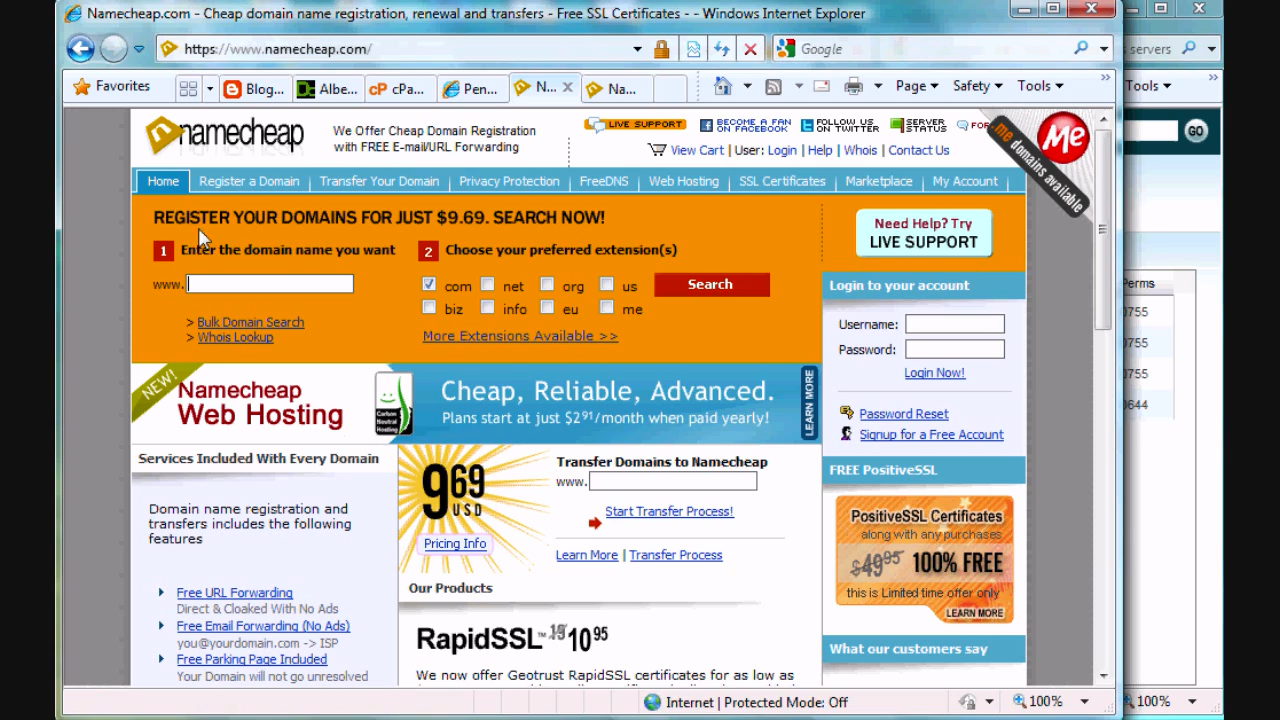 Namecheap.com - Cheap domain name registration, renewal and transfers - Free SSL Certificates - - Windows Internet Explorer
https://www.namecheap.com/
Google
servers
Favorites
Blog...
Albe...
cP cPa...
Pen...
N...
Na...
Page
Safety
Tools
Tools
namecheap
We Offer Cheap Domain Registration
with FREE E-mail/URL Forwarding
LIVE SUPPORT
BECOME A FAN
ON FACEBOOK
FOLLOW US
ON TWITTER
SERVER
STATUS
FOR
me domains available
Me
GO
View Cart | User: Login | Help | Whois | Contact Us
Home
Register a Domain
Transfer Your Domain
Privacy Protection
FreeDNS
Web Hosting
SSL Certificates
Marketplace
My Account
REGISTER YOUR DOMAINS FOR JUST $9.69. SEARCH NOW!
1 Enter the domain name you want
2 Choose your preferred extension(s)
www.
com
net
org
us
Search
biz
info
eu
me
> Bulk Domain Search
> Whois Lookup
More Extensions Available >>
Need Help? Try
LIVE SUPPORT
Login to your account
Username:
Password:
Login Now!
Password Reset
Signup for a Free Account
Perms
0755
0755
0755
0644
NEW!
Namecheap
Web Hosting
Carbon
Neutral
Hosting
Cheap, Reliable, Advanced.
Plans start at just $2.91/month when paid yearly!
LEARN MORE
Services Included With Every Domain
Domain name registration and
transfers includes the following
features
Free URL Forwarding
Direct & Cloaked With No Ads
Free Email Forwarding (No Ads)
you@yourdomain.com -> ISP
Free Parking Page Included
Your Domain will not go unresolved
969
USD
Pricing Info
Transfer Domains to Namecheap
www.
Start Transfer Process!
Learn More | Transfer Process
Our Products
RapidSSL™ 19 10 95
We now offer Geotrust RapidSSL certificates for as low as
FREE PositiveSSL
PositiveSSL Certificates
along with any purchases
$49.95 100% FREE
this is Limited time offer only
LEARN MORE
What our customers say
Internet | Protected Mode: Off
100%
100%